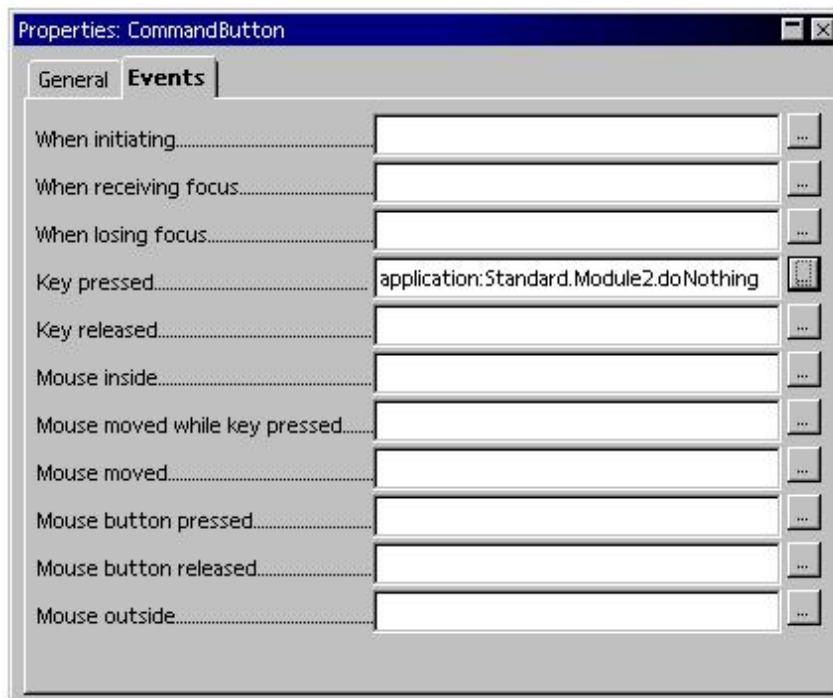 Properties: CommandButton
General Events
When initiating
...
When receiving focus
...
When losing focus
...
Key pressed application:Standard.Module2.doNothing
...
Key released
...
Mouse inside
...
Mouse moved while key pressed
...
Mouse moved
...
Mouse button pressed
...
Mouse button released
...
Mouse outside
...